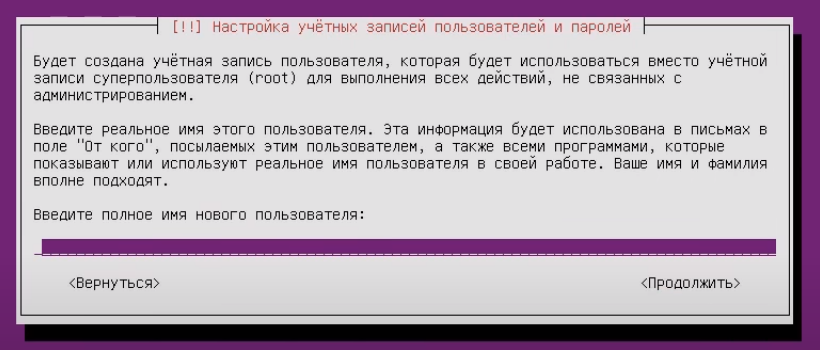 [!!] Настройка учётных записей пользователей и паролей
Будет создана учётная запись пользователя, которая будет использоваться вместо учётной
записи суперпользователя (root) для выполнения всех действий, не связанных с
администрированием.
Введите реальное имя этого пользователя. Эта информация будет использована в письмах в
поле "От кого", посылаемых этим пользователем, а также всеми программами, которые
показывают или используют реальное имя пользователя в своей работе. Ваше имя и фамилия
вполне подходят.
Введите полное имя нового пользователя:
<Вернуться> <Продолжить>